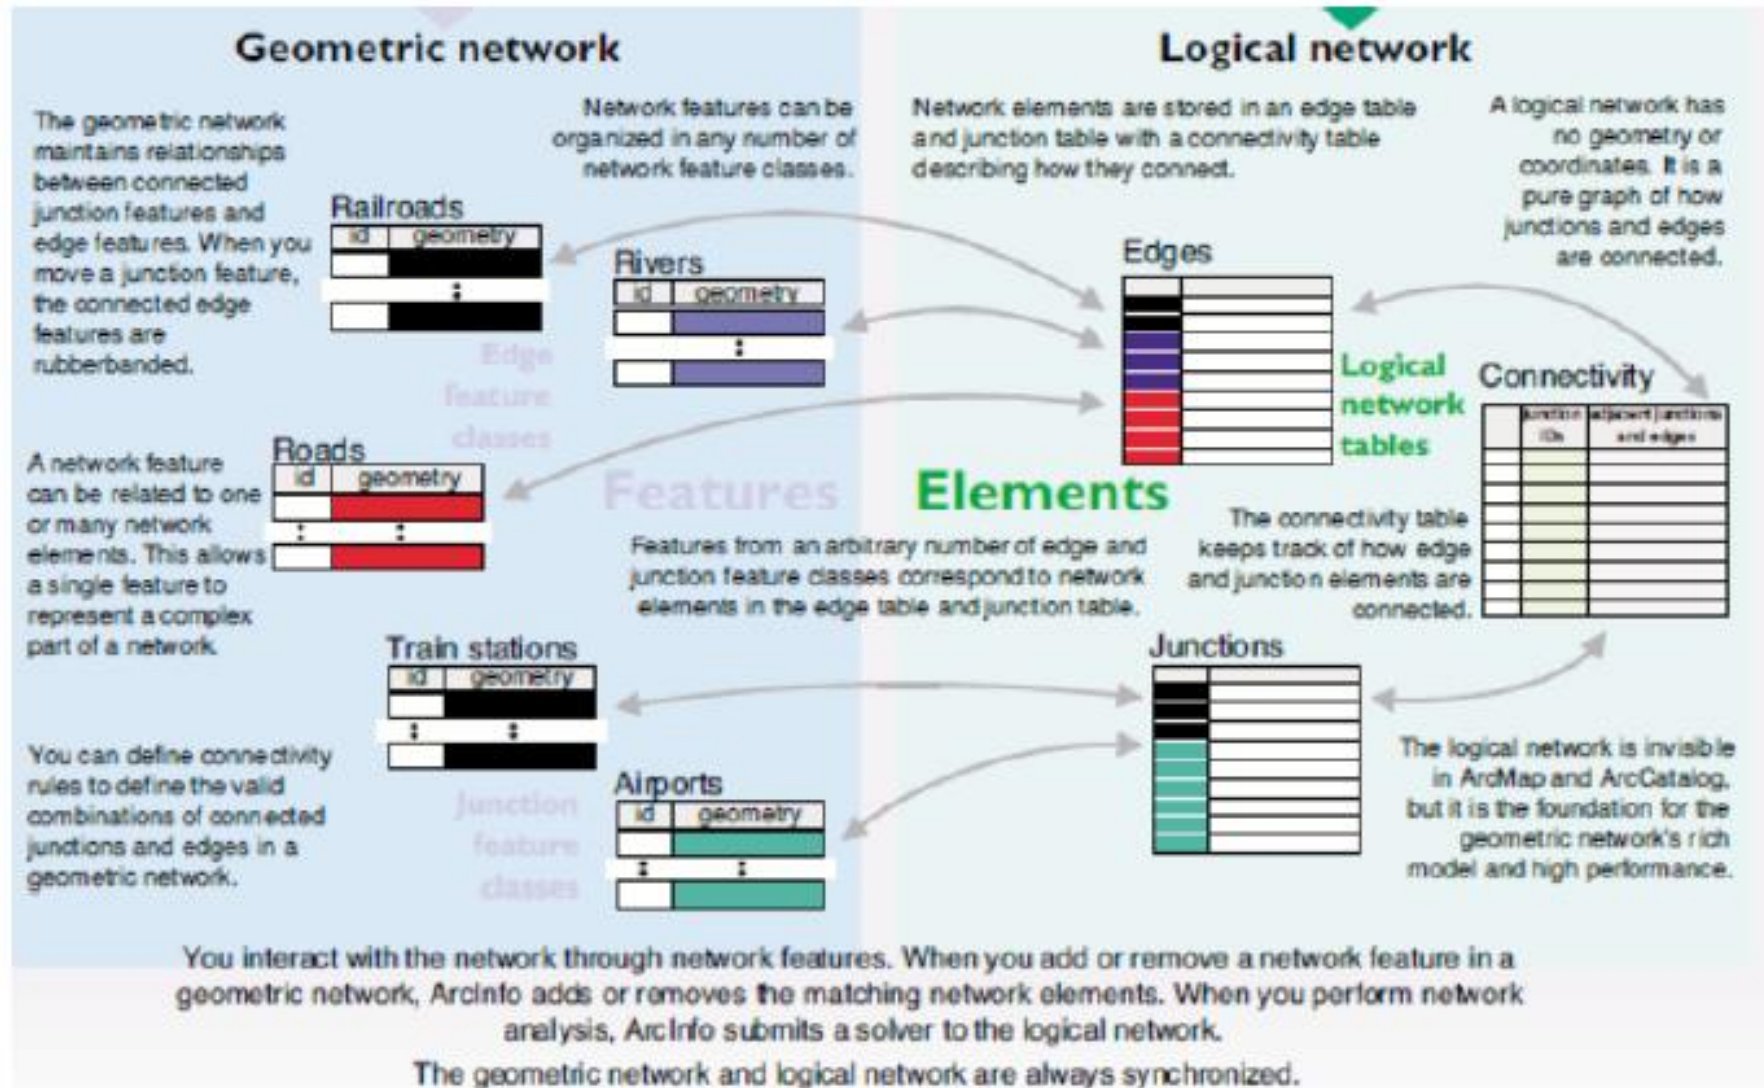 Geometric network
The geometric network
maintains relationships
between connected
junction features and
edge features. When you
move a junction feature,
the connected edge
features are
rubberbanded.
Network features can be
organized in any number of
network feature classes.
Railroads
id geometry
Rivers
id geometry
Edge
feature
classes
A network feature
can be related to one
or many network
elements. This allows
a single feature to
represent a complex
part of a network.
Roads
id geometry
Features
Train stations
id geometry
You can define connectivity
rules to define the valid
combinations of connected
junctions and edges in a
geometric network.
Airports
id geometry
Junction
feature
classes
Logical network
Network elements are stored in an edge table
and junction table with a connectivity table
describing how they connect.
A logical network has
no geometry or
coordinates. It is a
pure graph of how
junctions and edges
are connected.
Edges
Logical
network
tables
Connectivity
junction
IDs
adjacent junctions
and edges
Elements
Features from an arbitrary number of edge and
junction feature classes correspond to network
elements in the edge table and junction table.
The connectivity table
keeps track of how edge
and junction elements are
connected.
Junctions
The logical network is invisible
in ArcMap and ArcCatalog,
but it is the foundation for the
geometric network's rich
model and high performance.
You interact with the network through network features. When you add or remove a network feature in a
geometric network, ArcInfo adds or removes the matching network elements. When you perform network
analysis, ArcInfo submits a solver to the logical network.
The geometric network and logical network are always synchronized.